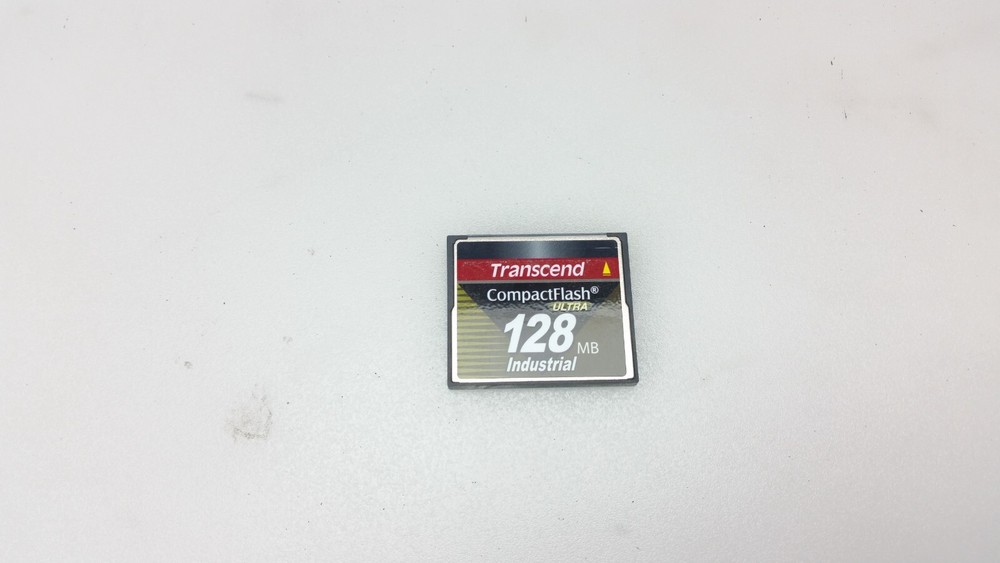 Transcend
CompactFlash®
ULTRA
128 MB
Industrial